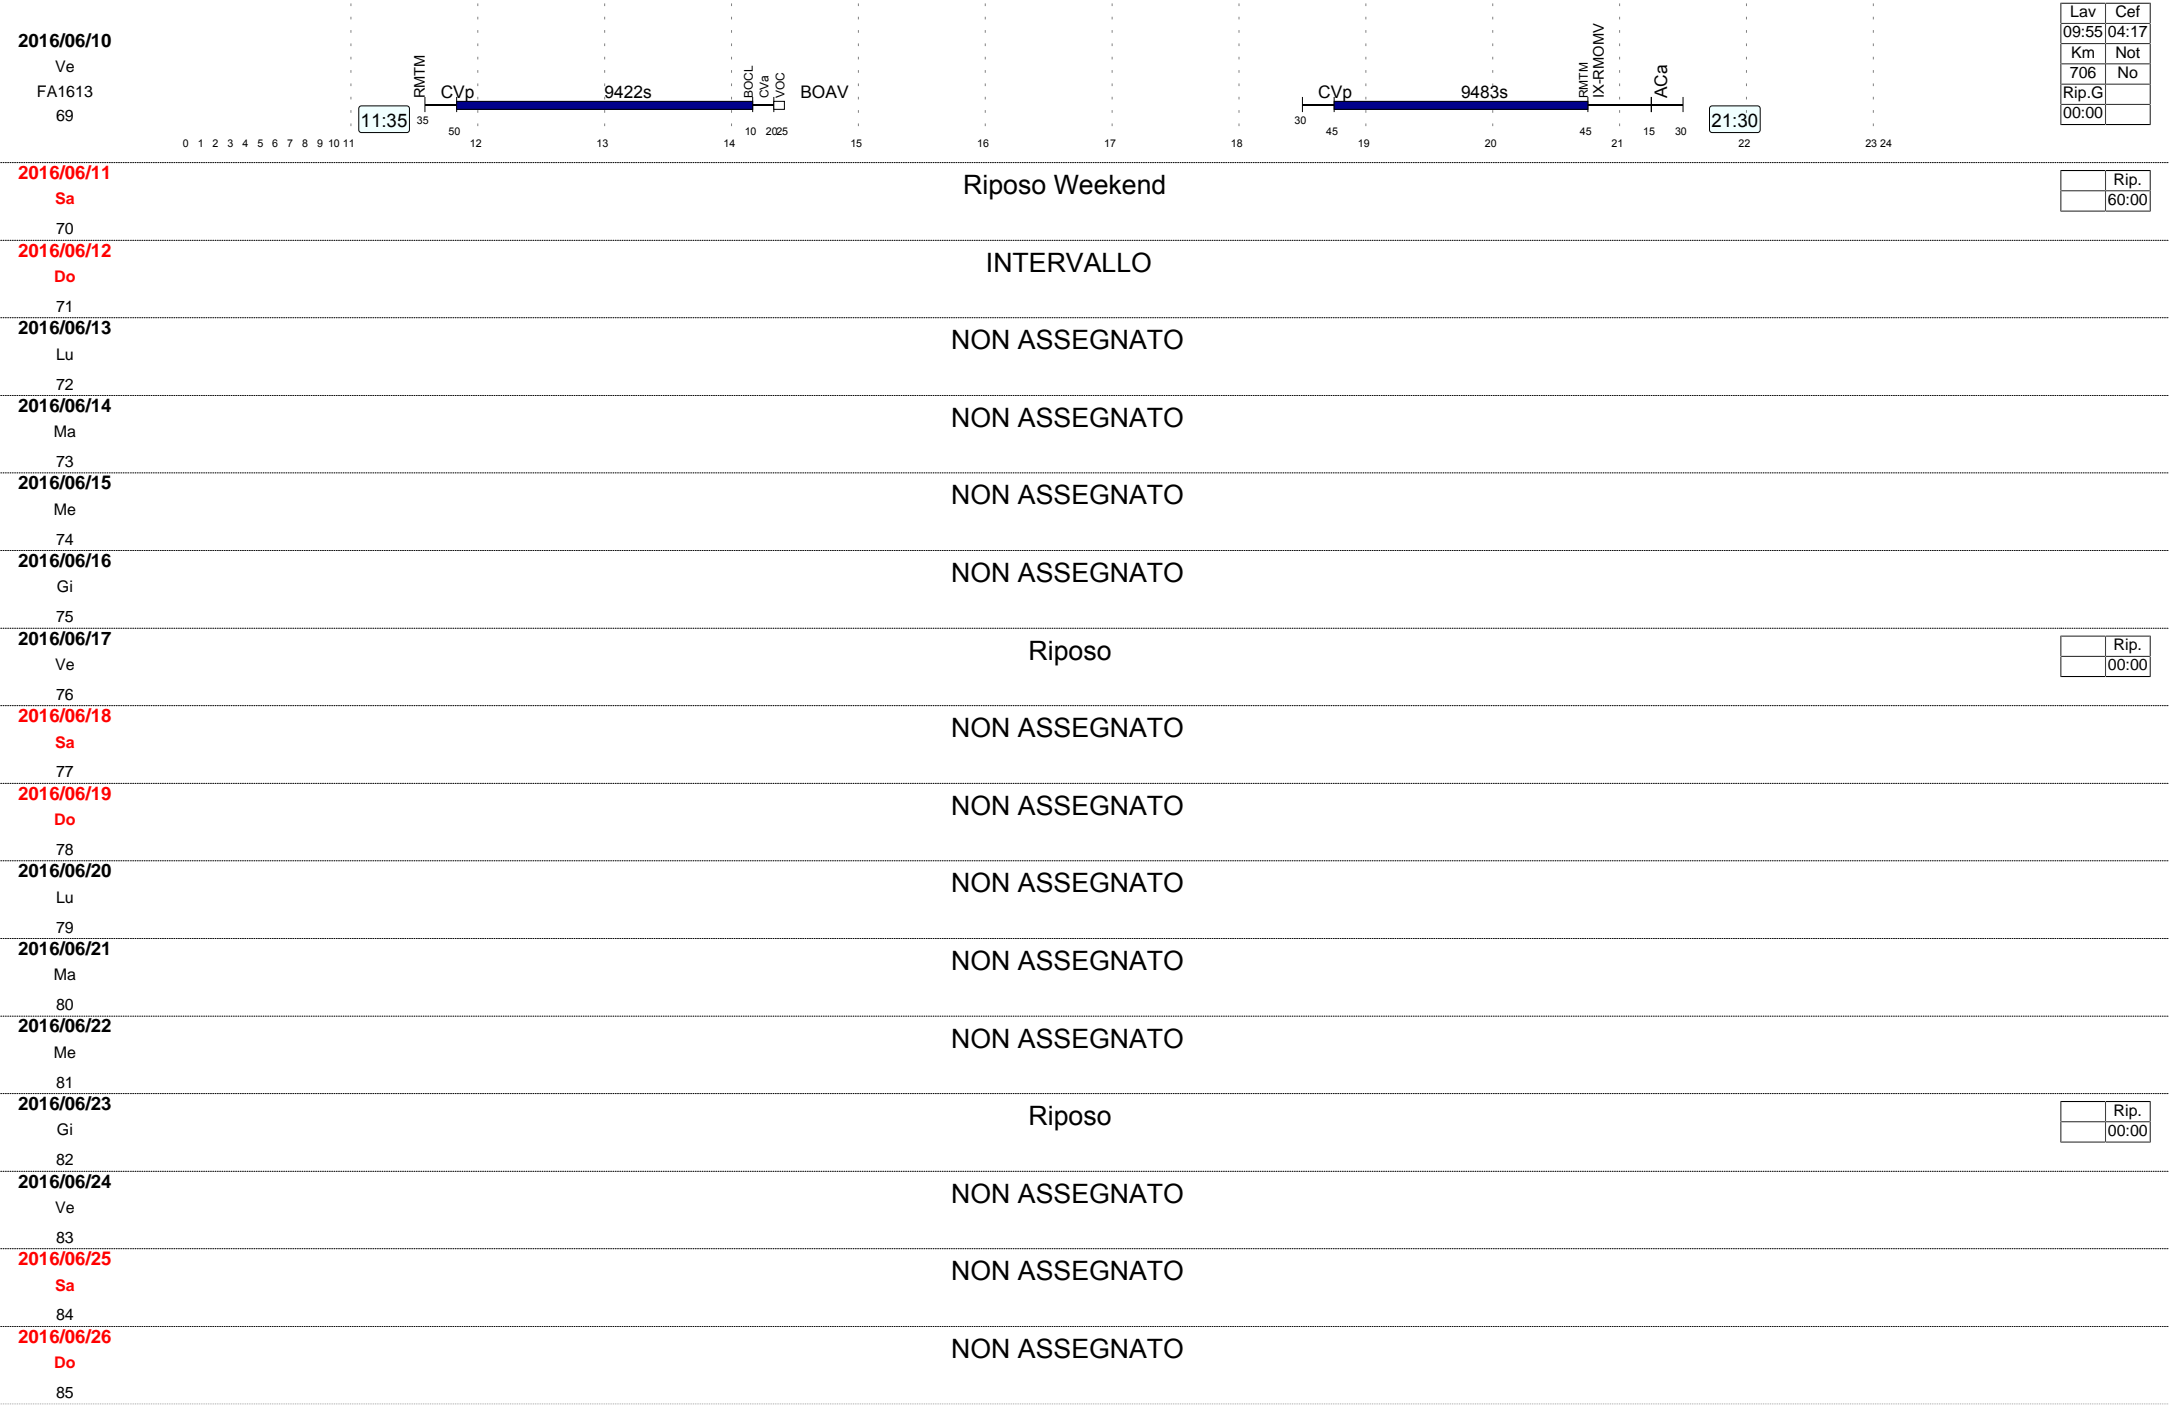 2016/06/10
Ve
FA1613
69
11:35
RMTM
CVp
9422s
BOCL
CVa
VOC
BOAV
CVp
9483s
RMTM
IX-RMOMV
ACa
21:30
35
50
10
20
25
30
45
45
15
30
0 1 2 3 4 5 6 7 8 9 10 11 12 13 14 15 16 17 18 19 20 21 22 23 24
Lav Cef
09:55 04:17
Km Not
706 No
Rip.G
00:00
2016/06/11
Sa
70
Riposo Weekend
Rip.
60:00
2016/06/12
Do
71
INTERVALLO
2016/06/13
Lu
72
NON ASSEGNATO
2016/06/14
Ma
73
NON ASSEGNATO
2016/06/15
Me
74
NON ASSEGNATO
2016/06/16
Gi
75
NON ASSEGNATO
2016/06/17
Ve
76
Riposo
Rip.
00:00
2016/06/18
Sa
77
NON ASSEGNATO
2016/06/19
Do
78
NON ASSEGNATO
2016/06/20
Lu
79
NON ASSEGNATO
2016/06/21
Ma
80
NON ASSEGNATO
2016/06/22
Me
81
NON ASSEGNATO
2016/06/23
Gi
82
Riposo
Rip.
00:00
2016/06/24
Ve
83
NON ASSEGNATO
2016/06/25
Sa
84
NON ASSEGNATO
2016/06/26
Do
85
NON ASSEGNATO